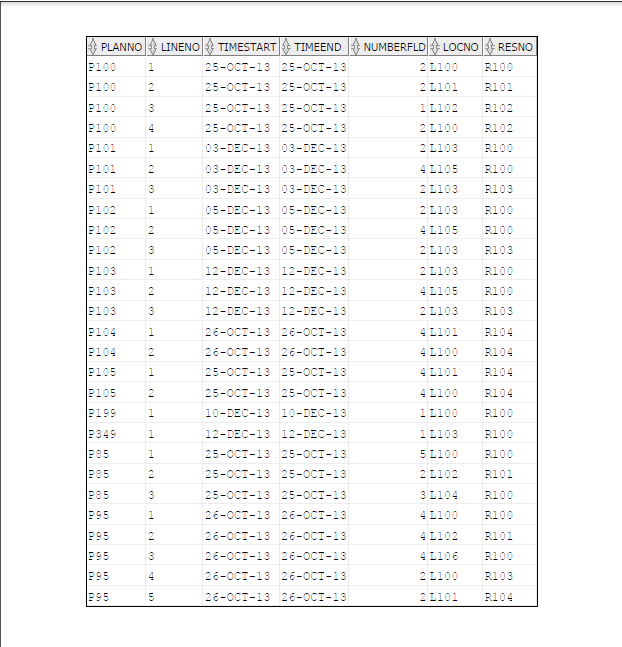 PLANNO LINENO TIMESTART TIMEEND NUMBERFLD LOCNO RESNO
P100 1 25-OCT-13 25-OCT-13 2 L100 R100
P100 2 25-OCT-13 25-OCT-13 2 L101 R101
P100 3 25-OCT-13 25-OCT-13 1 L102 R102
P100 4 25-OCT-13 25-OCT-13 2 L100 R102
P101 1 03-DEC-13 03-DEC-13 2 L103 R100
P101 2 03-DEC-13 03-DEC-13 4 L105 R100
P101 3 03-DEC-13 03-DEC-13 2 L103 R103
P102 1 05-DEC-13 05-DEC-13 2 L103 R100
P102 2 05-DEC-13 05-DEC-13 4 L105 R100
P102 3 05-DEC-13 05-DEC-13 2 L103 R103
P103 1 12-DEC-13 12-DEC-13 2 L103 R100
P103 2 12-DEC-13 12-DEC-13 4 L105 R100
P103 3 12-DEC-13 12-DEC-13 2 L103 R103
P104 1 26-OCT-13 26-OCT-13 4 L101 R104
P104 2 26-OCT-13 26-OCT-13 4 L100 R104
P105 1 25-OCT-13 25-OCT-13 4 L101 R104
P105 2 25-OCT-13 25-OCT-13 4 L100 R104
P199 1 10-DEC-13 10-DEC-13 1 L100 R100
P349 1 12-DEC-13 12-DEC-13 1 L103 R100
P85 1 25-OCT-13 25-OCT-13 5 L100 R100
P85 2 25-OCT-13 25-OCT-13 2 L102 R101
P85 3 25-OCT-13 25-OCT-13 3 L104 R100
P95 1 26-OCT-13 26-OCT-13 4 L100 R100
P95 2 26-OCT-13 26-OCT-13 4 L102 R101
P95 3 26-OCT-13 26-OCT-13 4 L106 R100
P95 4 26-OCT-13 26-OCT-13 2 L100 R103
P95 5 26-OCT-13 26-OCT-13 2 L101 R104